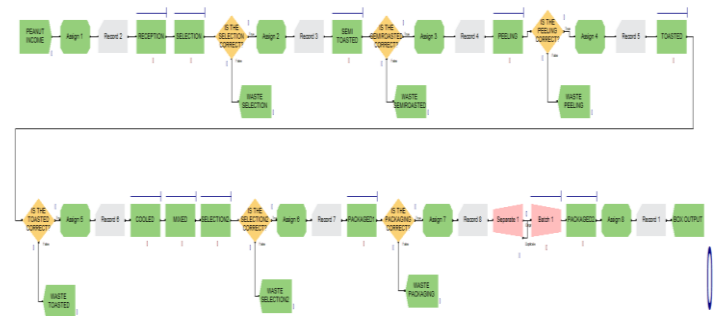 PEANUT
INCOME
Assign 1
Record 2
RECEPTION
SELECTION
IS THE
SELECTION
CORRECT?
Assign 2
Record 3
SEMI
TOASTED
IS THE
SEMIROASTED
CORRECT?
Assign 3
Record 4
PEELING
IS THE
PEELING
CORRECT?
Assign 4
Record 5
TOASTED
WASTE
SELECTION
WASTE
SEMIROASTED
WASTE
PEELING
IS THE
TOASTED
CORRECT?
Assign 5
Record 6
COOLED
MIXED
SELECTION2
IS THE
SELECTION2
CORRECT?
Assign 6
Record 7
PACKAGED1
IS THE
PACKAGING
CORRECT?
Assign 7
Record 8
Separate 1
Batch 1
PACKAGED2
Record 1
BOX OUTPUT
WASTE
TOASTED
WASTE
SELECTION2
WASTE
PACKAGING